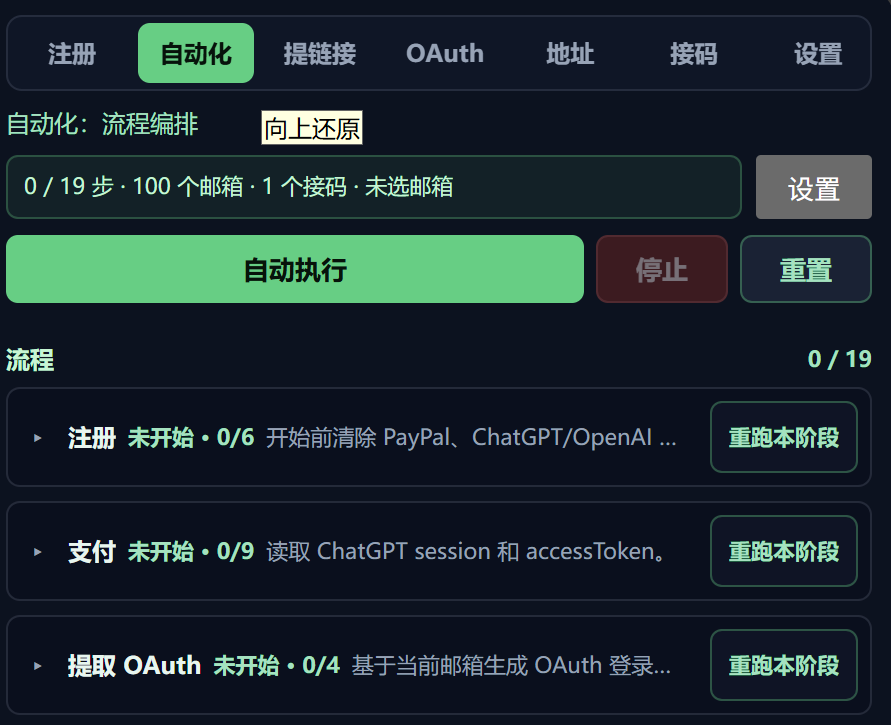 注册 自动化 提链接 OAuth 地址 接码 设置
自动化：流程编排
向上还原
0 / 19 步 · 100 个邮箱 · 1 个接码 · 未选邮箱
设置
自动执行 停止 重置
流程 0 / 19
▸ 注册 未开始 • 0/6 开始前清除 PayPal、ChatGPT/OpenAI ... 重跑本阶段
▸ 支付 未开始 • 0/9 读取 ChatGPT session 和 accessToken。 重跑本阶段
▸ 提取 OAuth 未开始 • 0/4 基于当前邮箱生成 OAuth 登录... 重跑本阶段